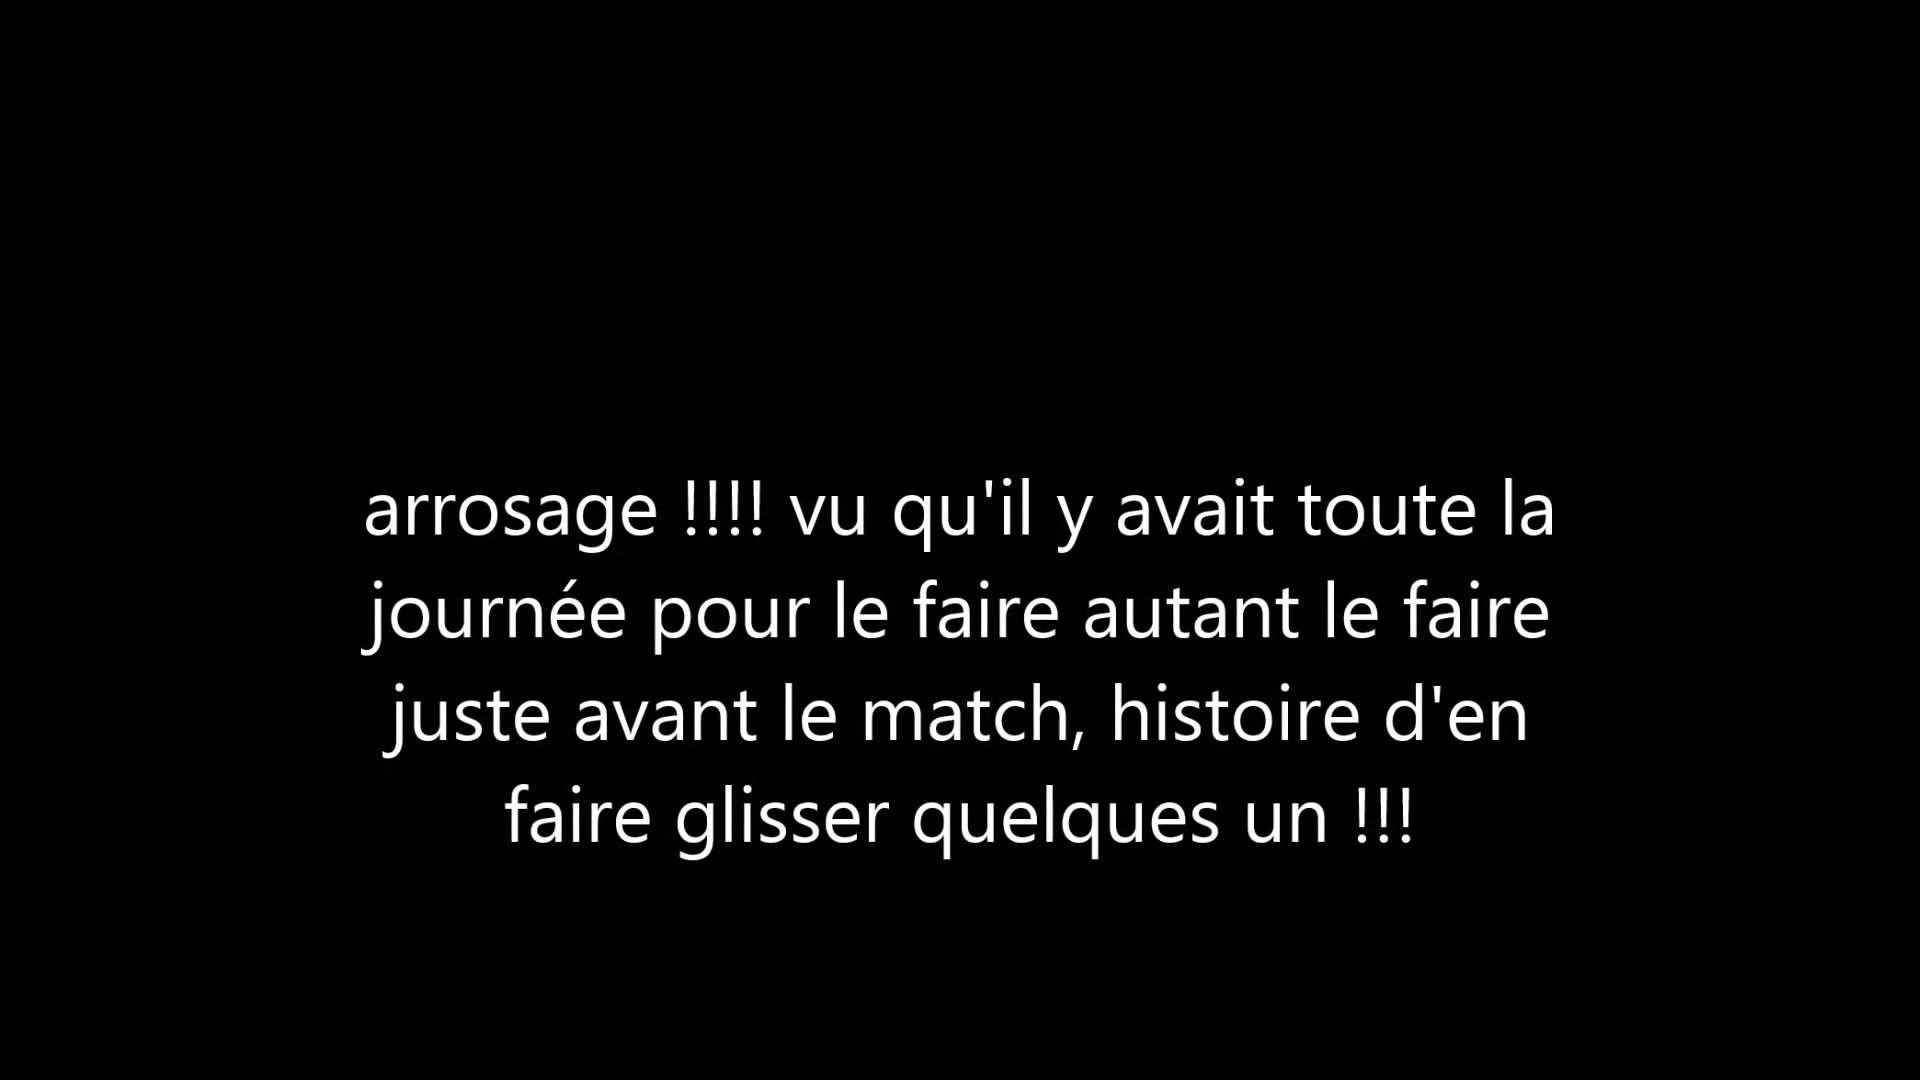 arrosage !!!! vu qu'il y avait toute la
journée pour le faire autant le faire
juste avant le match, histoire d'en
faire glisser quelques un !!!